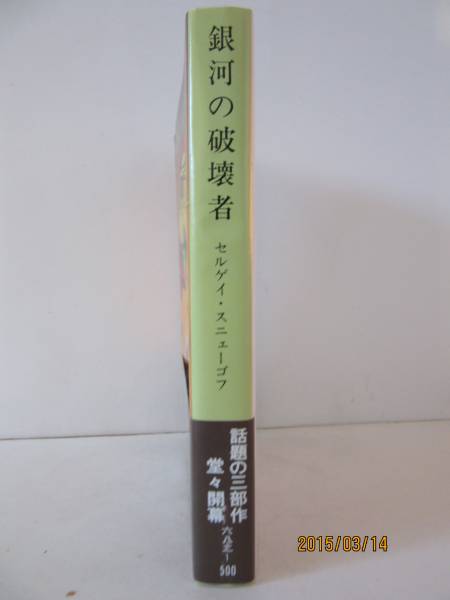 銀河の破壊者
セルゲイ・スニェーゴフ
話題の三部作
堂々開幕
500
2015/03/14